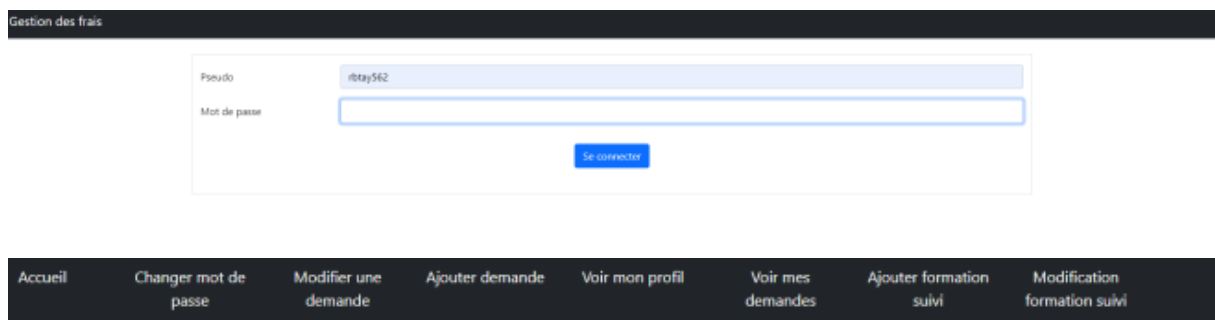 Gestion des frais
Pseudo rbtay562
Mot de passe
Se connecter
Accueil Changer mot de passe Modifier une demande Ajouter demande Voir mon profil Voir mes demandes Ajouter formation suivi Modification formation suivi